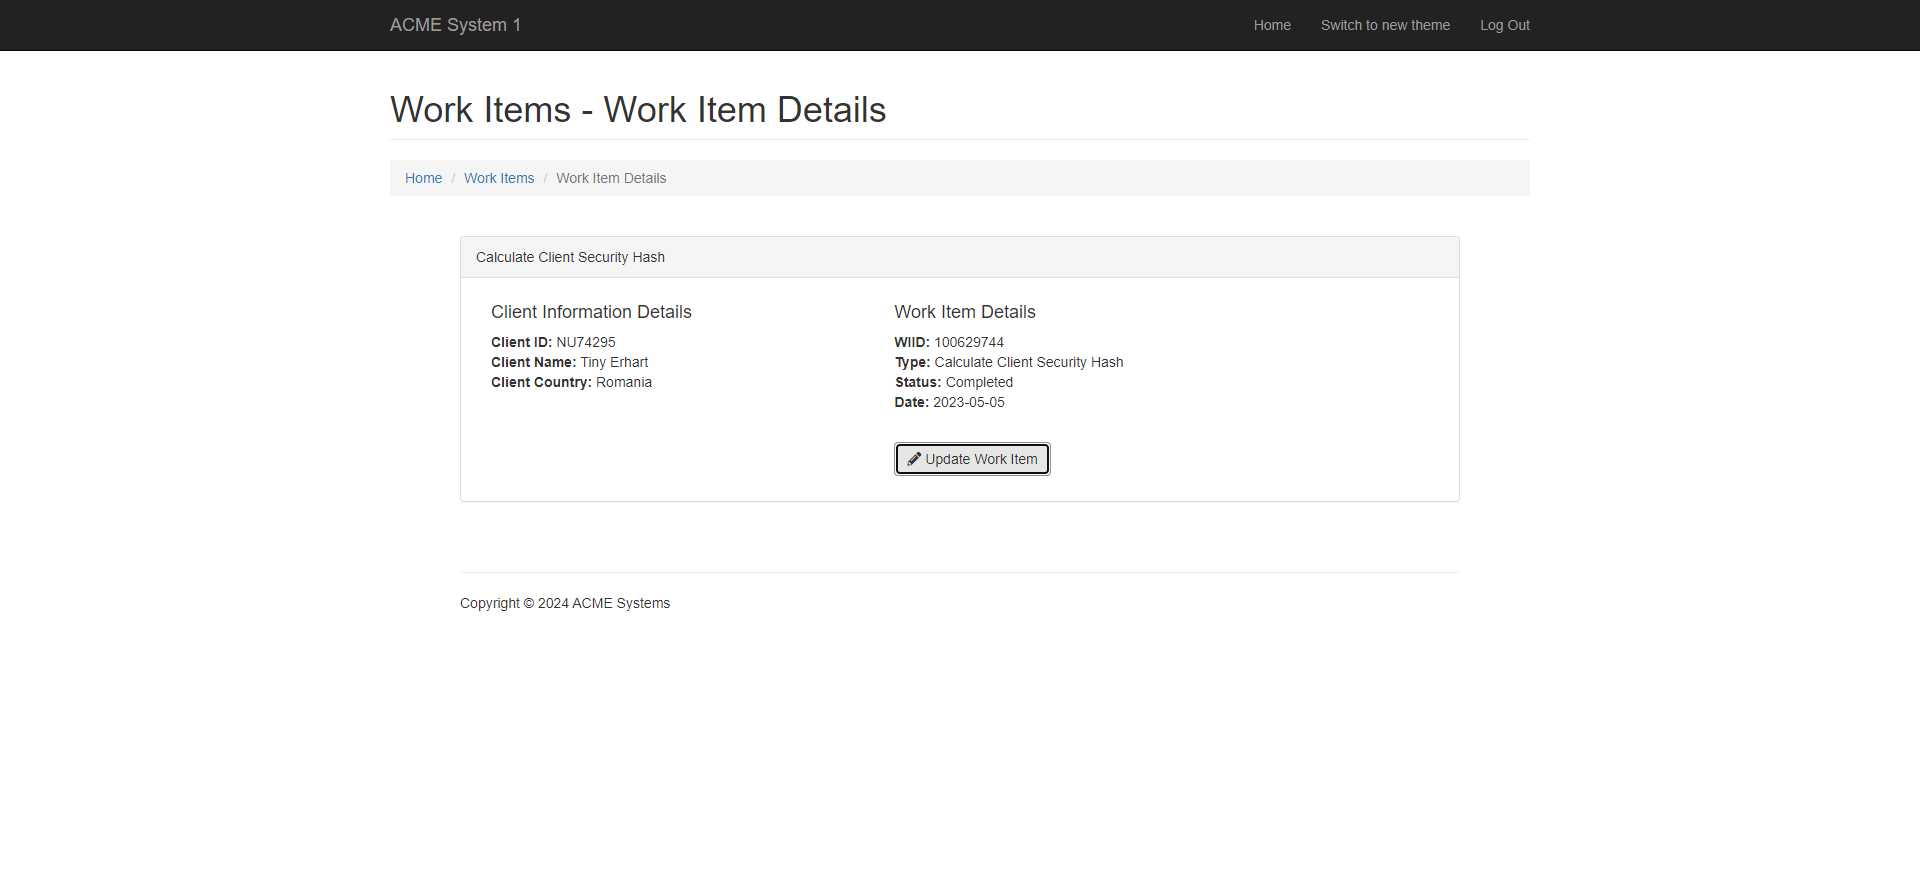 ACME System 1
Home
Switch to new theme
Log Out
Work Items - Work Item Details
Home / Work Items / Work Item Details
Calculate Client Security Hash
Client Information Details
Client ID: NU74295
Client Name: Tiny Erhart
Client Country: Romania
Work Item Details
WIID: 100629744
Type: Calculate Client Security Hash
Status: Completed
Date: 2023-05-05
Update Work Item
Copyright © 2024 ACME Systems